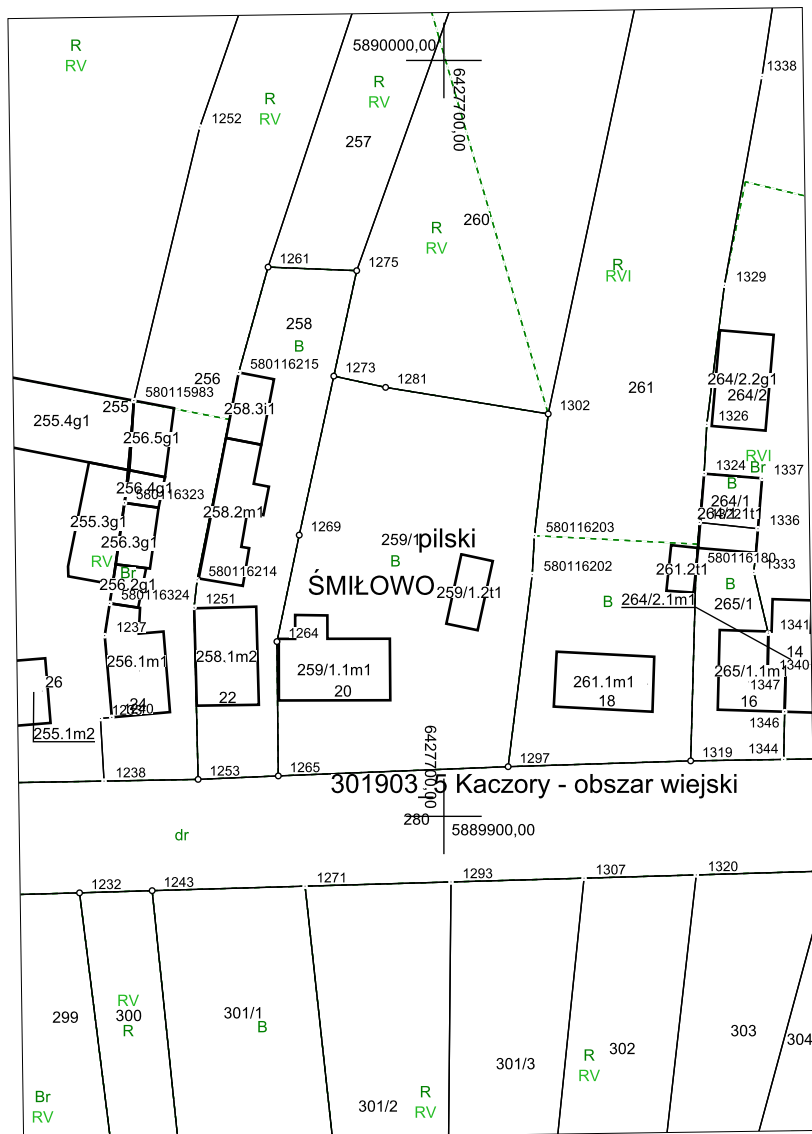 R
RV
5890000,00
1338
6427700,00
R
RV
R
RV
1252
257
260
R
RV
1261
1275
R
RVI
1329
258
B
580116215
1273
256
1281
261
580115983
255
258.3i1
1302
264/2.2g1
264/2
255.4g1
256.5g1
1326
RVI
Br
1337
1324
B
256.4g1
580116323
264/1
255.3g1
258.2m1
1336
256.3g1
1269
259/1
pilski
580116203
B
RV
Br
580116214
580116180
1333
261.2t1
580116202
ŚMIŁOWO
259/1.2t1
256.2g1
580116324
B
265/1
B
264/2.1m1
1251
1237
1264
1341
256.1m1
258.1m2
259/1.1m1
14
1340
265/1.1m1
1347
26
20
261.1m1
22
24
18
16
1346
255.1m2
6427700,00
1297
1319
1344
1238
1253
1265
301903_5 Kaczory - obszar wiejski
280
5889900,00
dr
1232
1243
1271
1293
1307
1320
RV
300
R
299
301/1
B
303
304
302
R
RV
301/3
Br
RV
R
RV
301/2